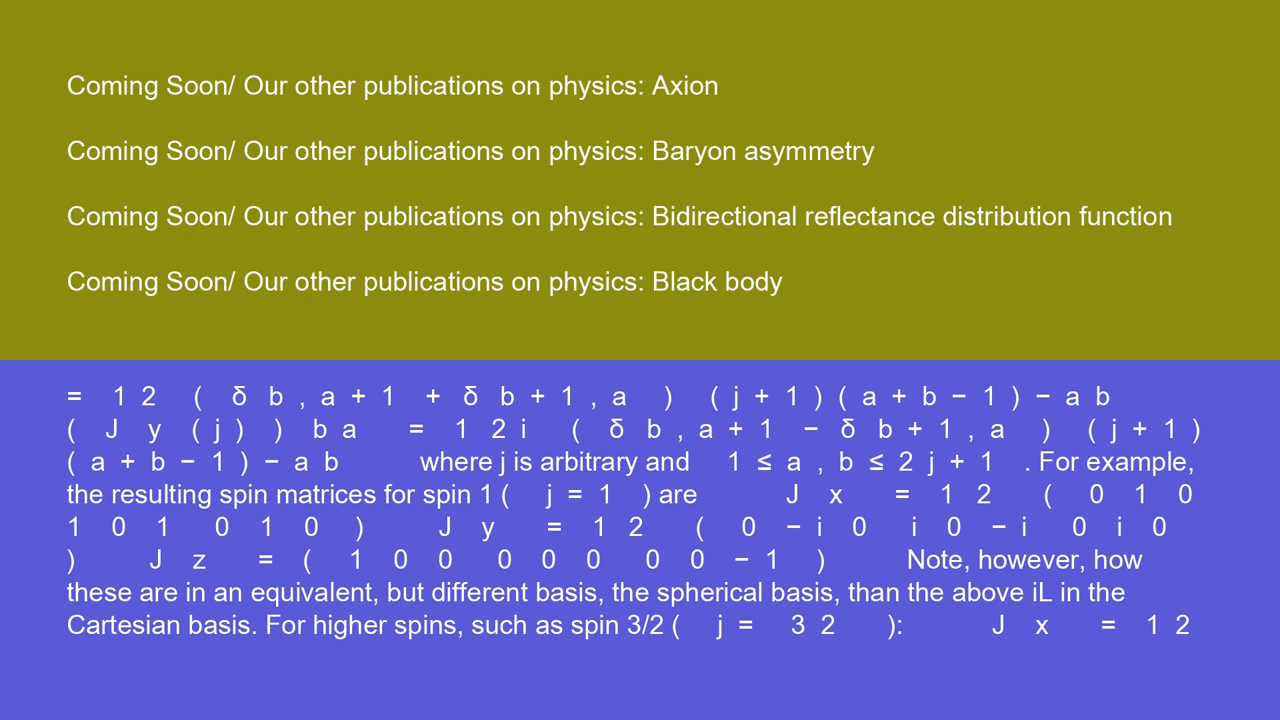 Coming Soon/ Our other publications on physics: Axion
Coming Soon/ Our other publications on physics: Baryon asymmetry
Coming Soon/ Our other publications on physics: Bidirectional reflectance distribution function
Coming Soon/ Our other publications on physics: Black body
= 1 2 ( δ b , a + 1 + δ b + 1 , a ) ( j + 1 ) ( a + b − 1 ) − a b
( J y ( j ) ) b a = 1 2 i ( δ b , a + 1 − δ b + 1 , a ) ( j + 1 )
( a + b − 1 ) − a b where j is arbitrary and 1 ≤ a , b ≤ 2 j + 1 . For example,
the resulting spin matrices for spin 1 ( j = 1 ) are J x = 1 2 ( 0 1 0
1 0 1 0 1 0 ) J y = 1 2 ( 0 − i 0 i 0 − i 0 i 0
) J z = ( 1 0 0 0 0 0 0 0 − 1 ) Note, however, how
these are in an equivalent, but different basis, the spherical basis, than the above iL in the
Cartesian basis. For higher spins, such as spin 3/2 ( j = 3 2 ): J x = 1 2